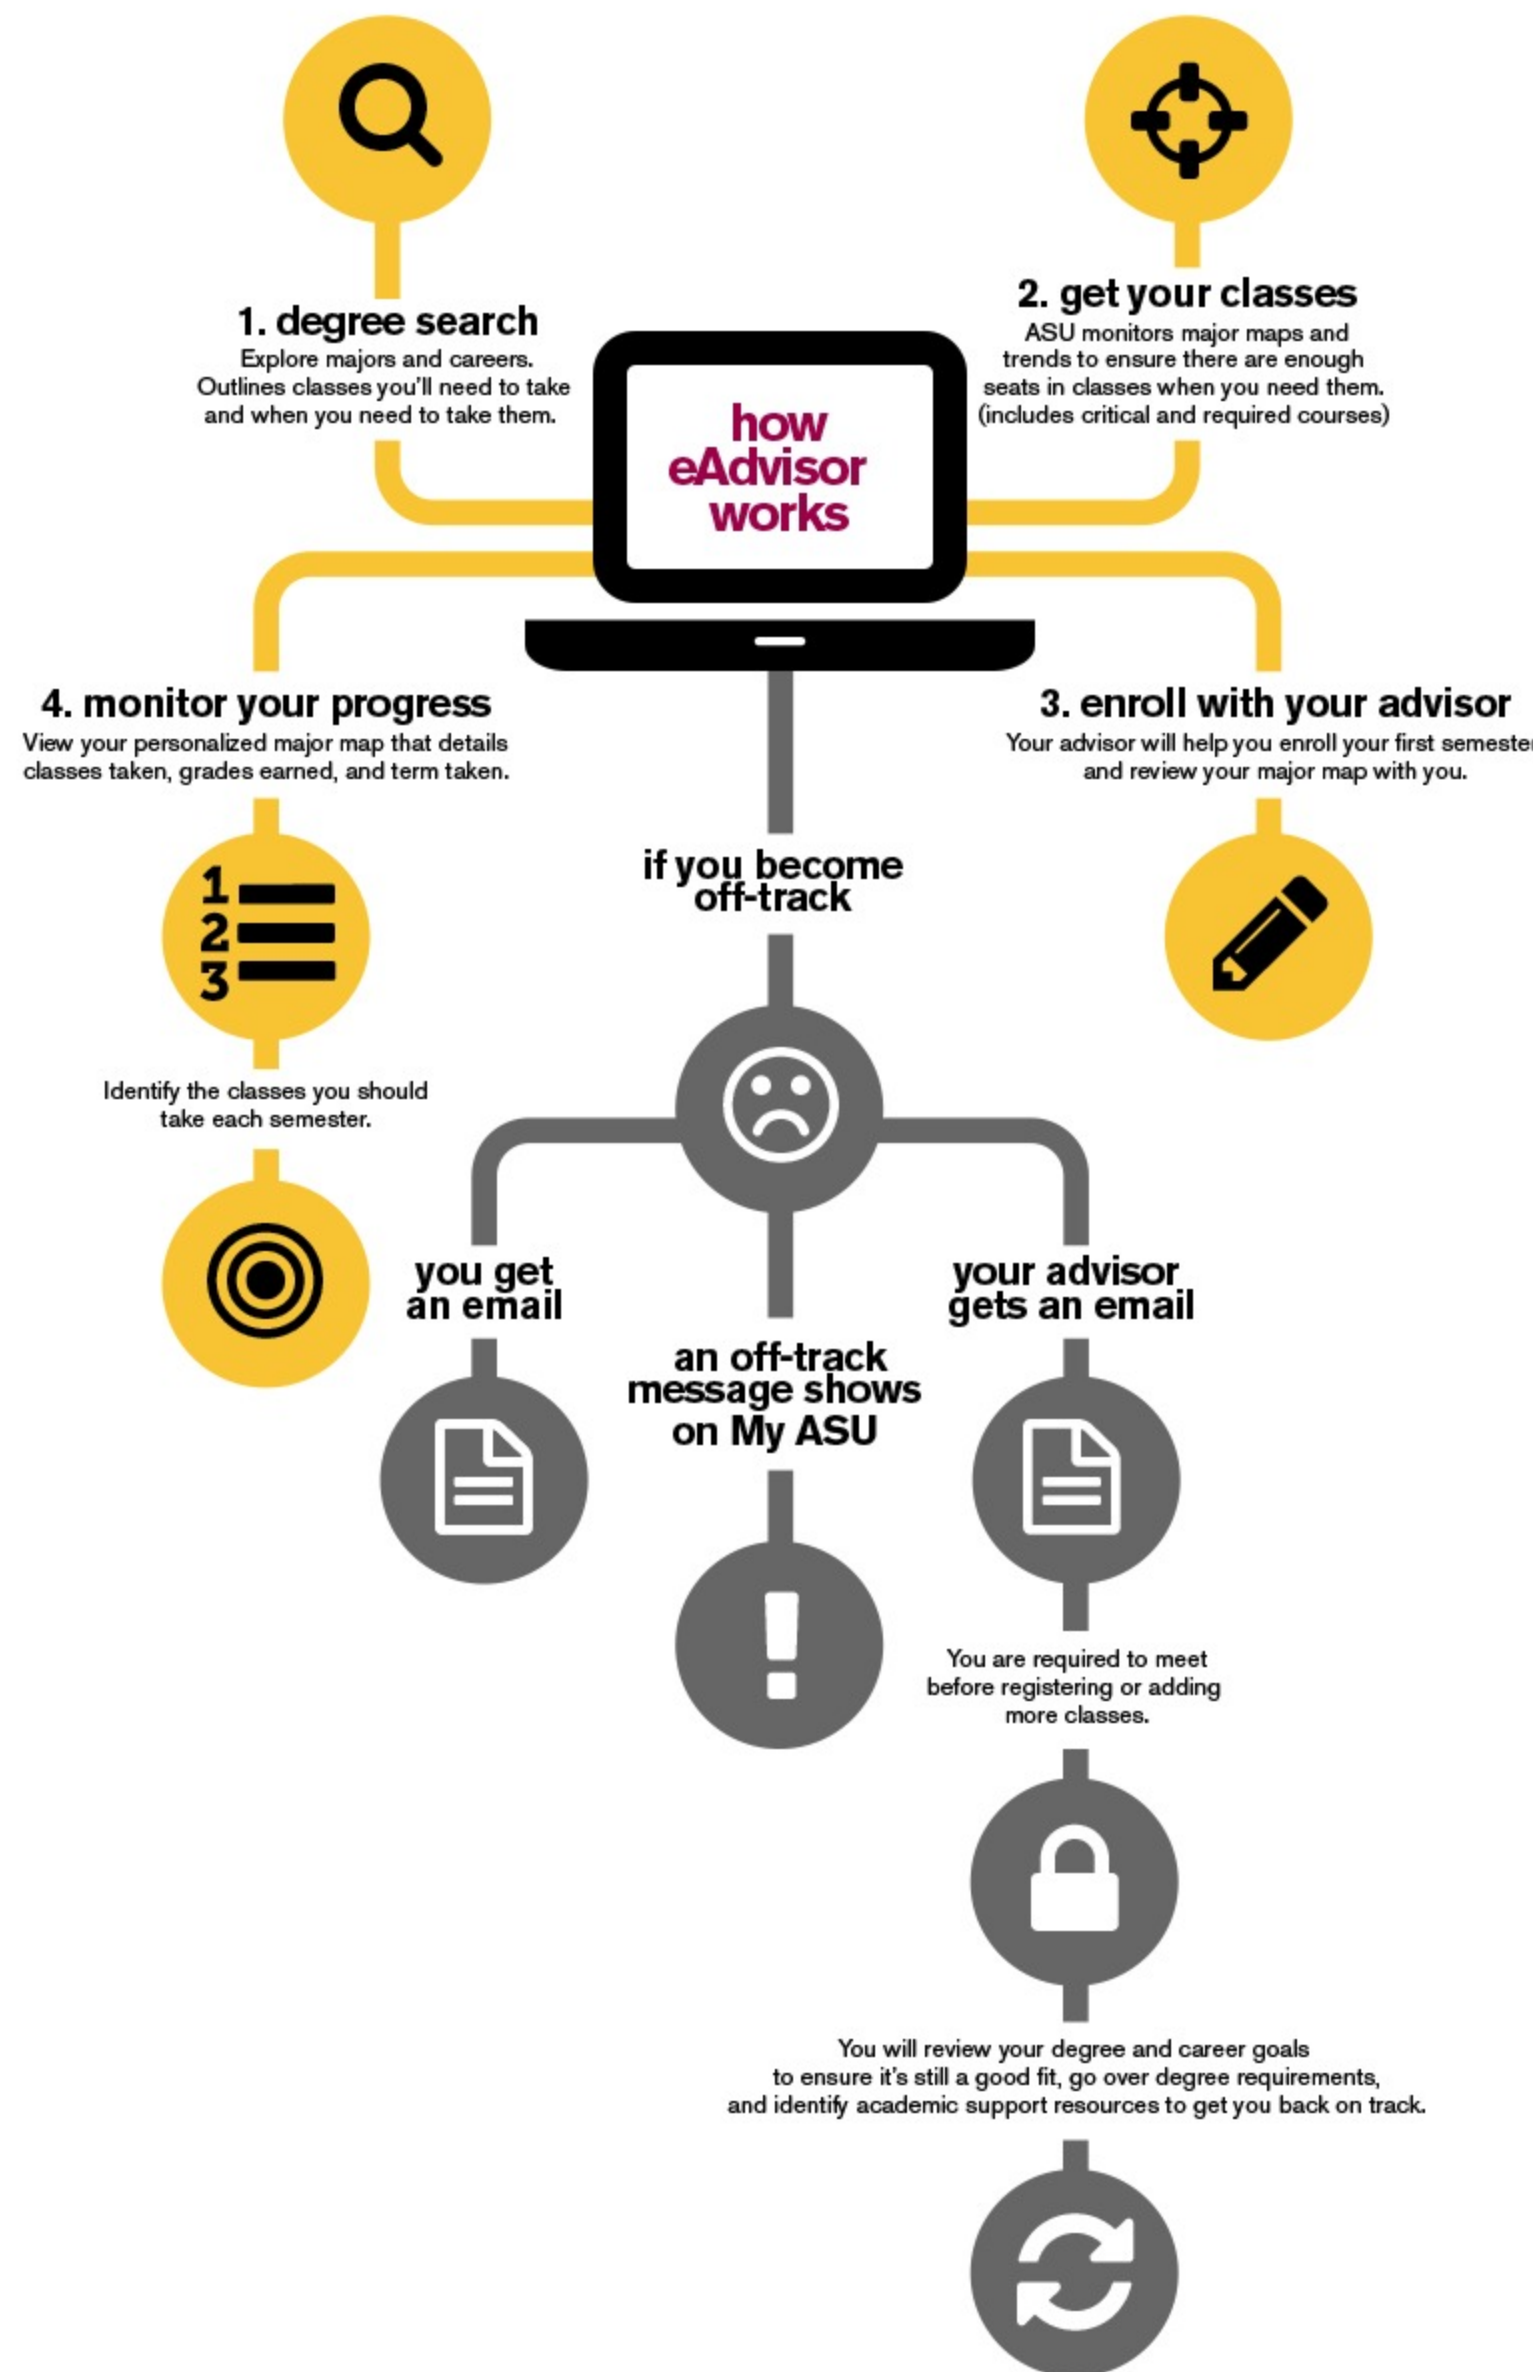 1. degree search
Explore majors and careers.
Outlines classes you'll need to take
and when you need to take them.
2. get your classes
ASU monitors major maps and
trends to ensure there are enough
seats in classes when you need them.
(includes critical and required courses)
how
eAdvisor
works
4. monitor your progress
View your personalized major map that details
classes taken, grades earned, and term taken.
1
2
3
Identify the classes you should
take each semester.
3. enroll with your advisor
Your advisor will help you enroll your first semester
and review your major map with you.
if you become
off-track
you get
an email
an off-track
message shows
on My ASU
!
your advisor
gets an email
You are required to meet
before registering or adding
more classes.
You will review your degree and career goals
to ensure it's still a good fit, go over degree requirements,
and identify academic support resources to get you back on track.